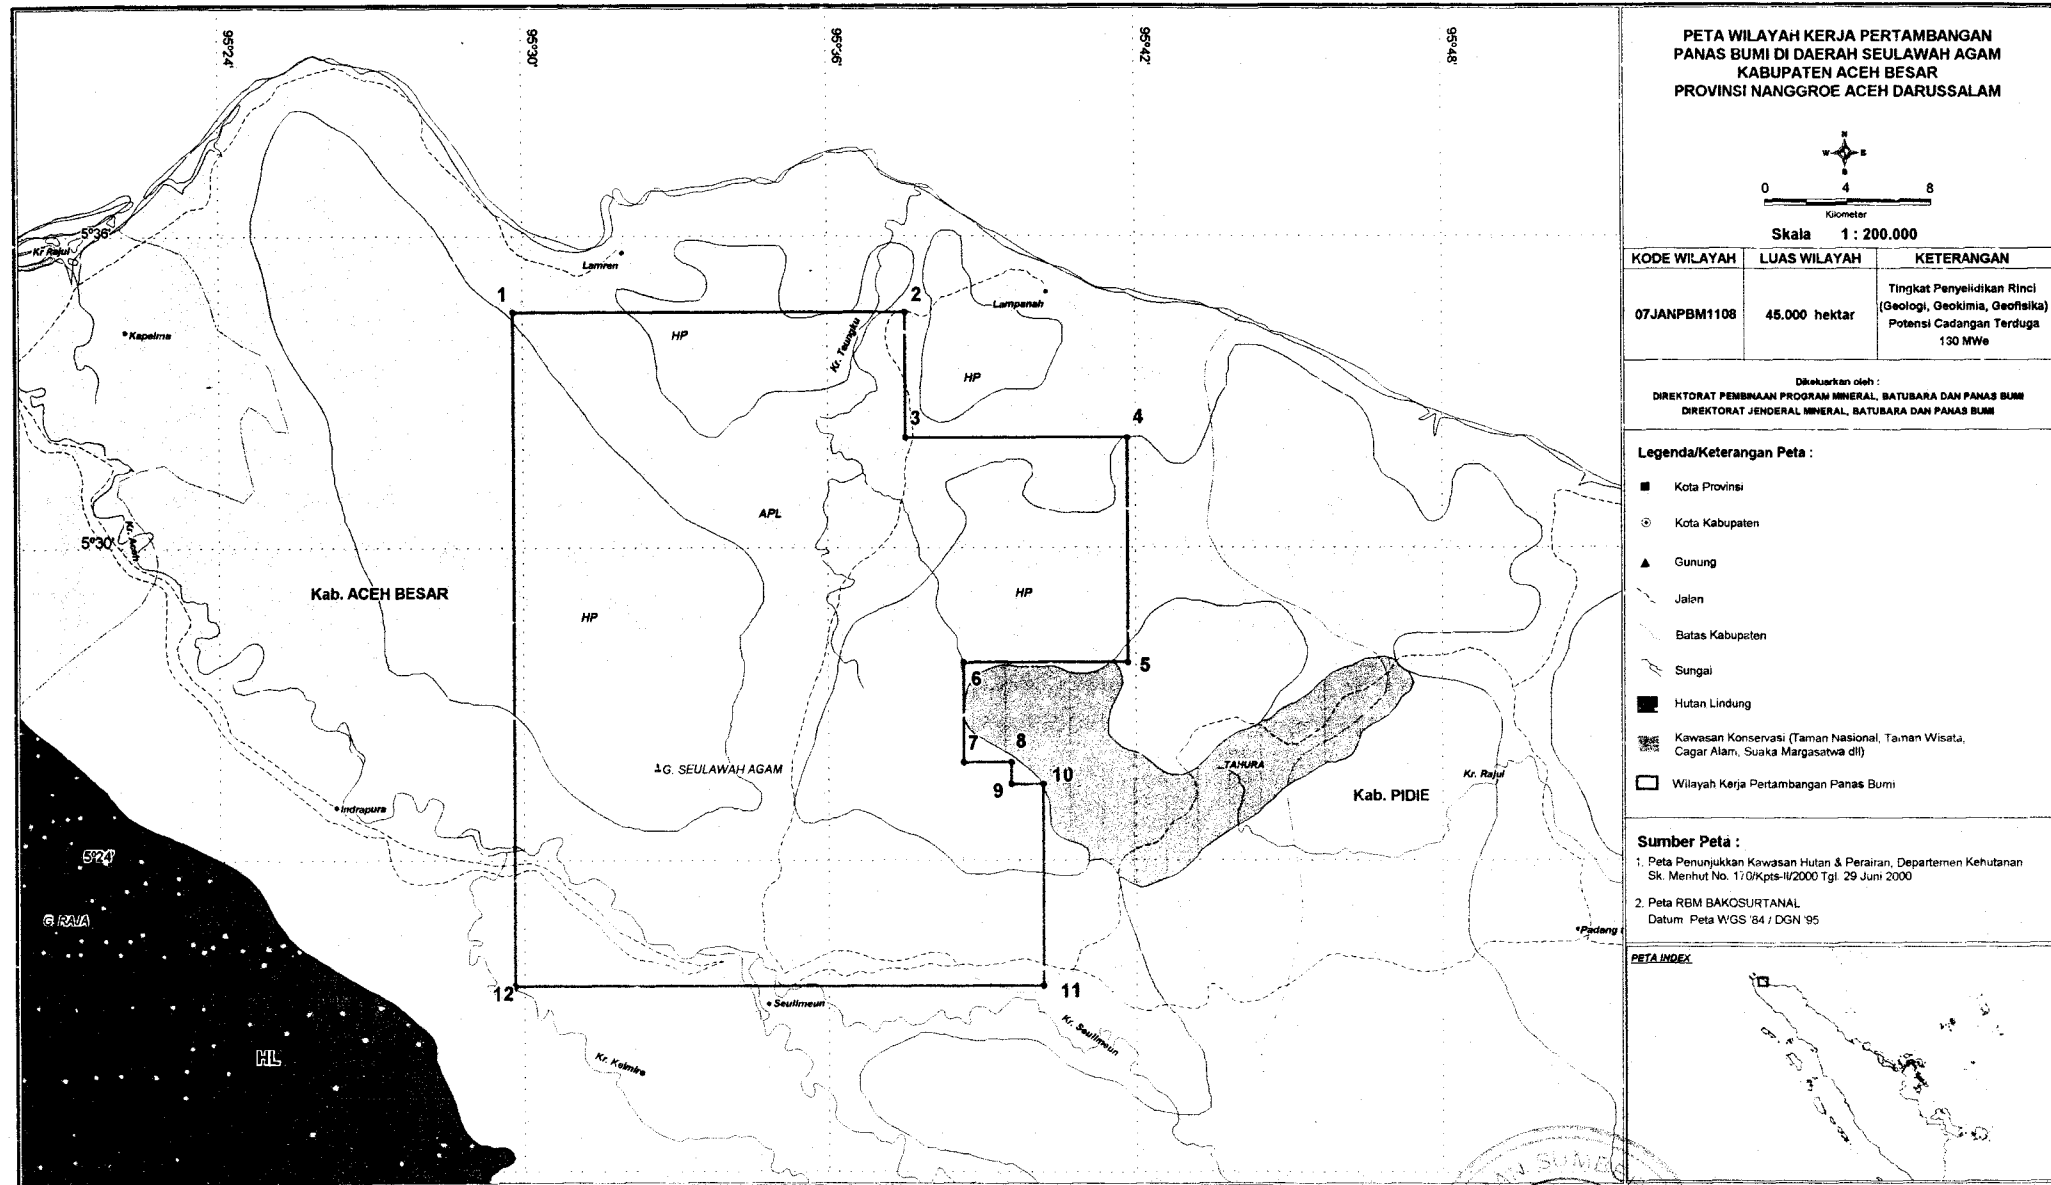 PETA WILAYAH KERJA PERTAMBANGAN
PANAS BUMI DI DAERAH SEULAWAH AGAM
KABUPATEN ACEH BESAR
PROVINSI NANGGROE ACEH DARUSSALAM
N
W E
S
0 4 8
Kilometer
Skala 1 : 200.000
KODE WILAYAH LUAS WILAYAH KETERANGAN
07JANPBM1108 45.000 hektar
Tingkat Penyelidikan Rinci
(Geologi, Geokimia, Geofisika)
Potensi Cadangan Terduga
130 MWe
Dikeluarkan oleh :
DIREKTORAT PEMBINAAN PROGRAM MINERAL, BATUBARA DAN PANAS BUMI
DIREKTORAT JENDERAL MINERAL, BATUBARA DAN PANAS BUMI
Legenda/Keterangan Peta :
Kota Provinsi
Kota Kabupaten
Gunung
Jalan
Batas Kabupaten
Sungai
Hutan Lindung
Kawasan Konservasi (Taman Nasional, Taman Wisata,
Cagar Alam, Suaka Margasatwa dll)
Wilayah Kerja Pertambangan Panas Bumi
Sumber Peta :
1. Peta Penunjukkan Kawasan Hutan & Perairan, Departemen Kehutanan
Sk. Menhut No. 170/Kpts-II/2000 Tgl. 29 Juni 2000
2. Peta RBM BAKOSURTANAL
Datum Peta WGS '84 / DGN '95
PETA INDEX
95°24'
95°30'
95°36'
95°42'
95°48'
5°36'
5°30'
5°24'
Kr Rajul
Kapelma
Kr. Aceh
Lamren
Lampanah
Kr. Teungku
1
2
3
4
5
6
7
8
9
10
11
12
HP
HP
APL
HP
HP
Kab. ACEH BESAR
G. SEULAWAH AGAM
TAHURA
Kr. Rajui
Kab. PIDIE
Indrapura
G. RAJA
HL
Seulimeun
Kr. Seulimeun
Kr. Kelmire
Padang
SUMB